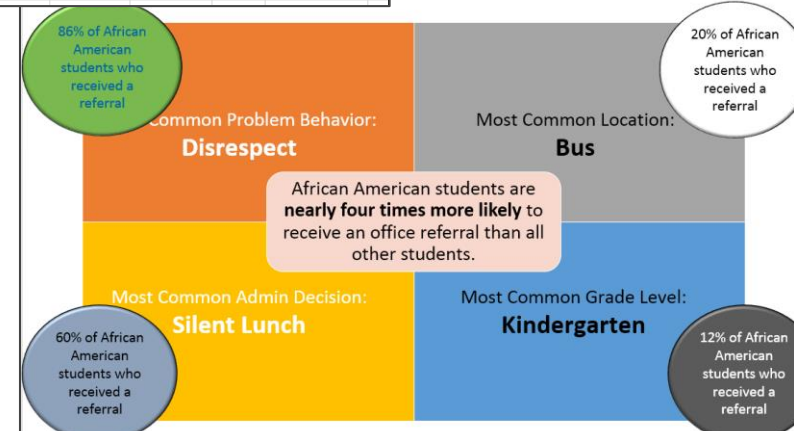 86% of African
American
students who
received a
referral
Common Problem Behavior:
Disrespect
20% of African
American
students who
received a
referral
Most Common Location:
Bus
African American students are
nearly four times more likely to
receive an office referral than all
other students.
Most Common Admin Decision:
Silent Lunch
60% of African
American
students who
received a
referral
Most Common Grade Level:
Kindergarten
12% of African
American
students who
received a
referral